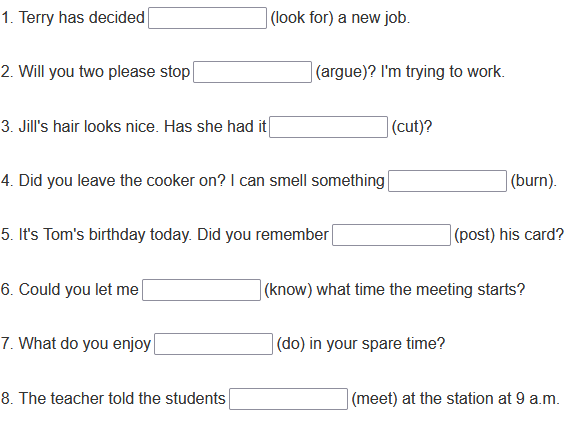 1. Terry has decided (look for) a new job.
2. Will you two please stop (argue)? I'm trying to work.
3. Jill's hair looks nice. Has she had it (cut)?
4. Did you leave the cooker on? I can smell something (burn).
5. It's Tom's birthday today. Did you remember (post) his card?
6. Could you let me (know) what time the meeting starts?
7. What do you enjoy (do) in your spare time?
8. The teacher told the students (meet) at the station at 9 a.m.